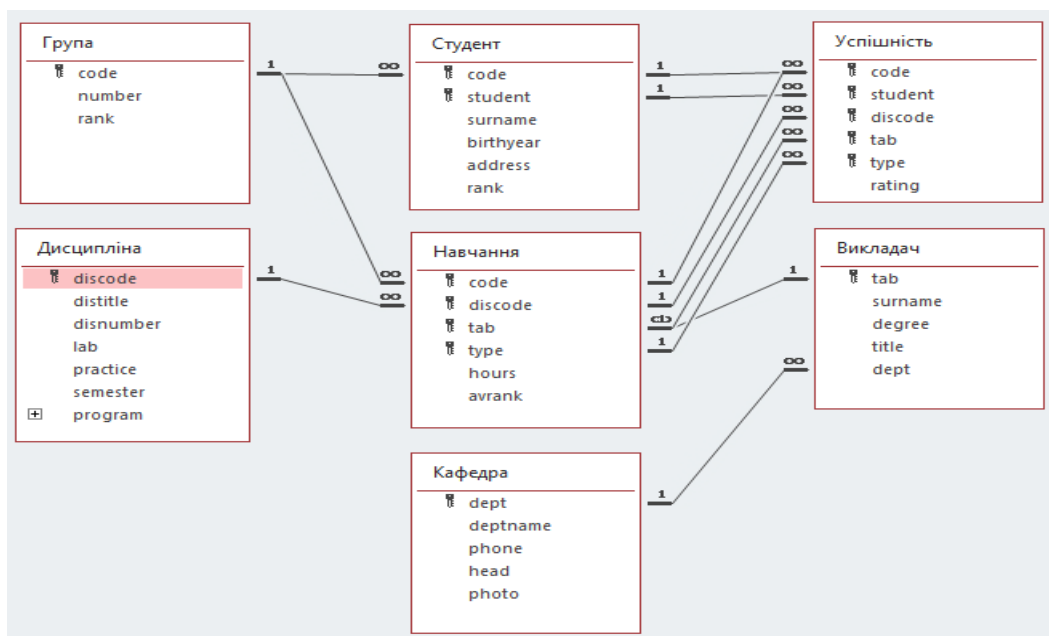 Група
code
number
rank
Студент
code
student
surname
birthyear
address
rank
Успішність
code
student
discode
tab
type
rating
Дисципліна
discode
distitle
disnumber
lab
practice
semester
program
Навчання
code
discode
tab
type
hours
avrank
Викладач
tab
surname
degree
title
dept
Кафедра
dept
deptname
phone
head
photo
1
∞
1
1
∞
∞
∞
∞
∞
1
∞
∞
1
1
1
1
∞
1